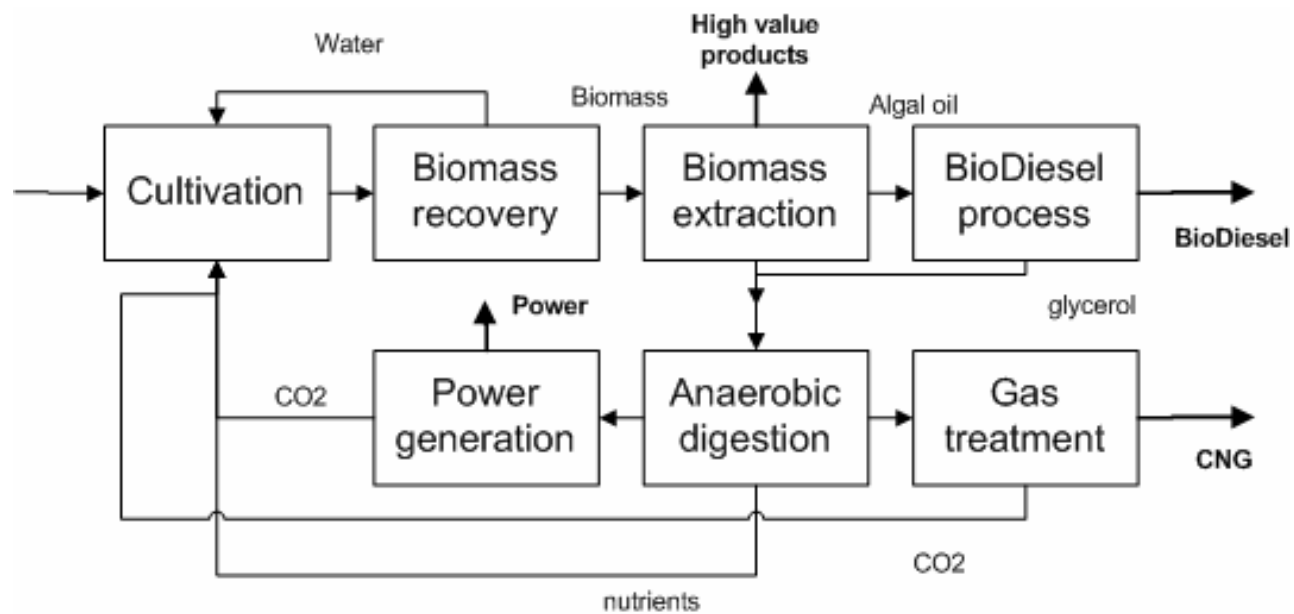 High value
products
Water
Biomass
Algal oil
Cultivation
Biomass
recovery
Biomass
extraction
BioDiesel
process
BioDiesel
Power
glycerol
CO2
Power
generation
Anaerobic
digestion
Gas
treatment
CNG
CO2
nutrients